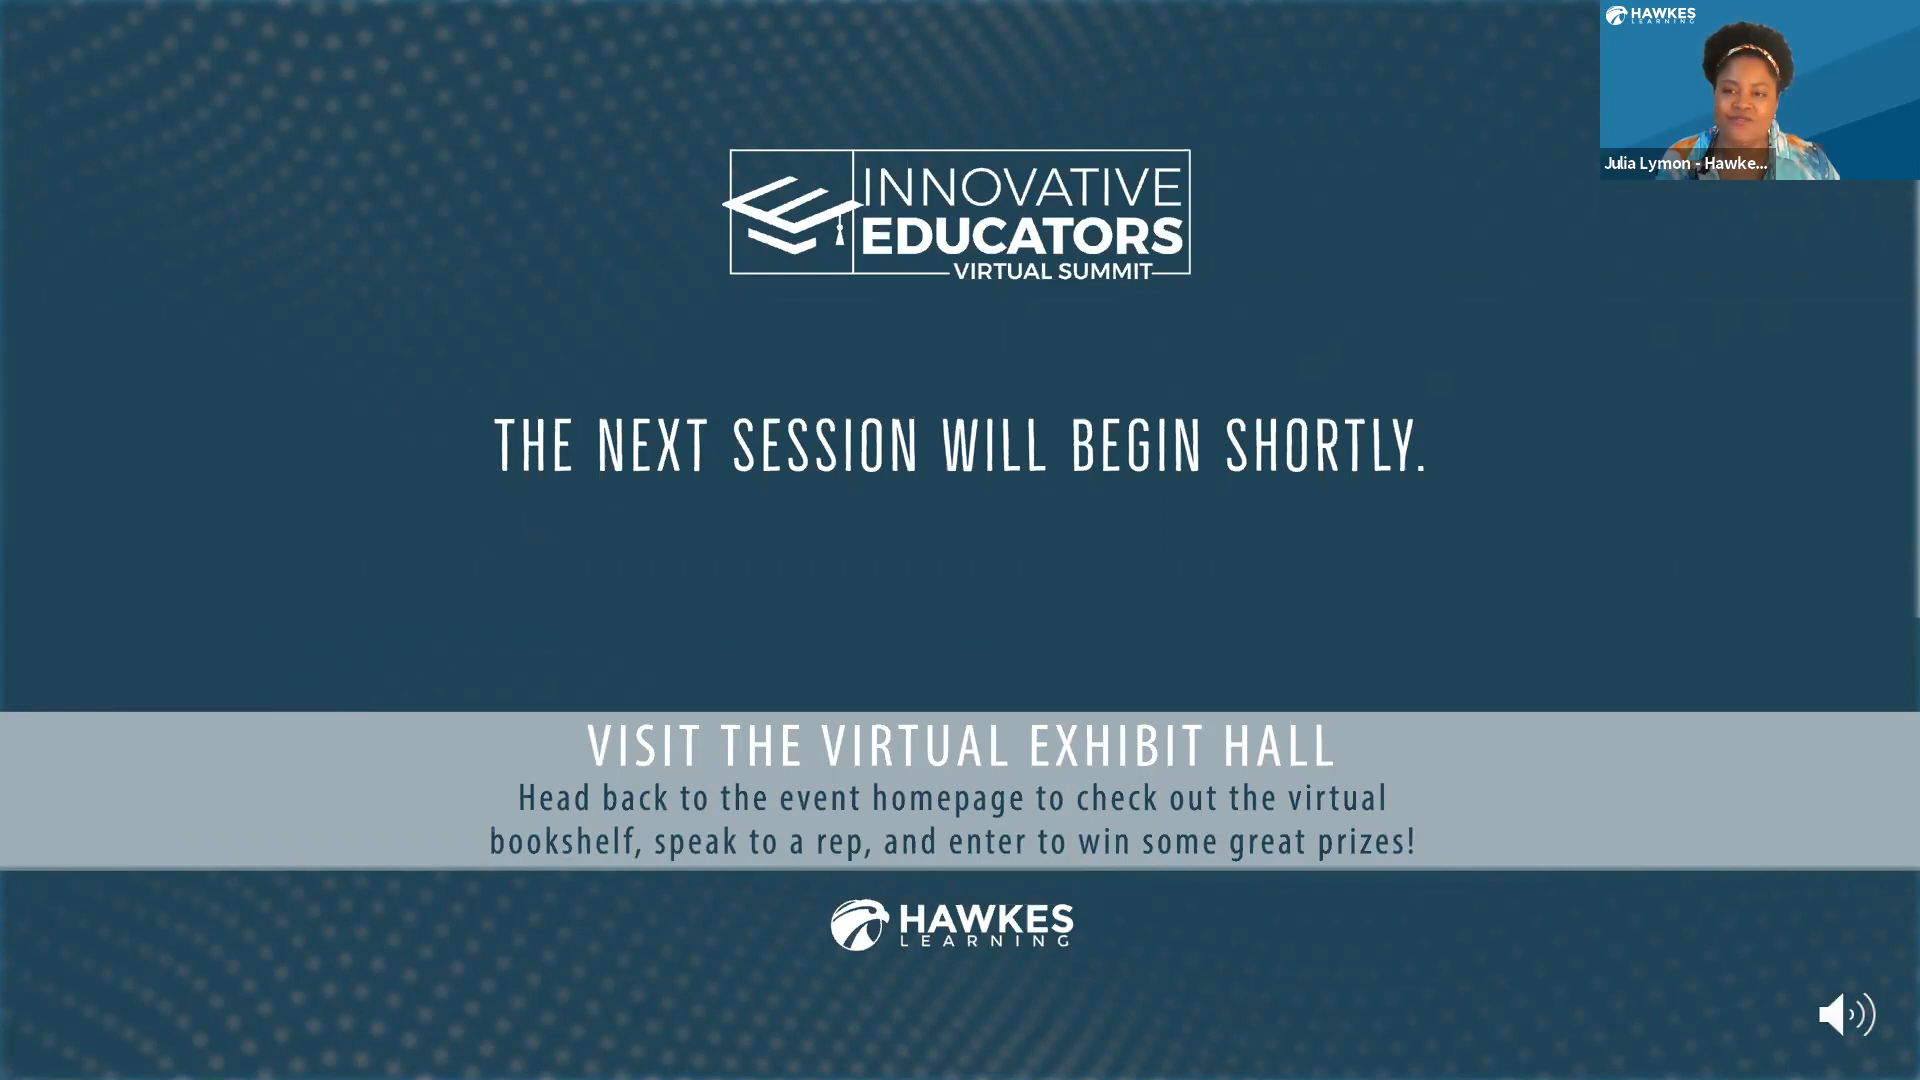 HAWKES
LEARNING
Julia Lymon - Hawke...
INNOVATIVE
EDUCATORS
VIRTUAL SUMMIT
THE NEXT SESSION WILL BEGIN SHORTLY.
VISIT THE VIRTUAL EXHIBIT HALL
Head back to the event homepage to check out the virtual
bookshelf, speak to a rep, and enter to win some great prizes!
HAWKES
LEARNING